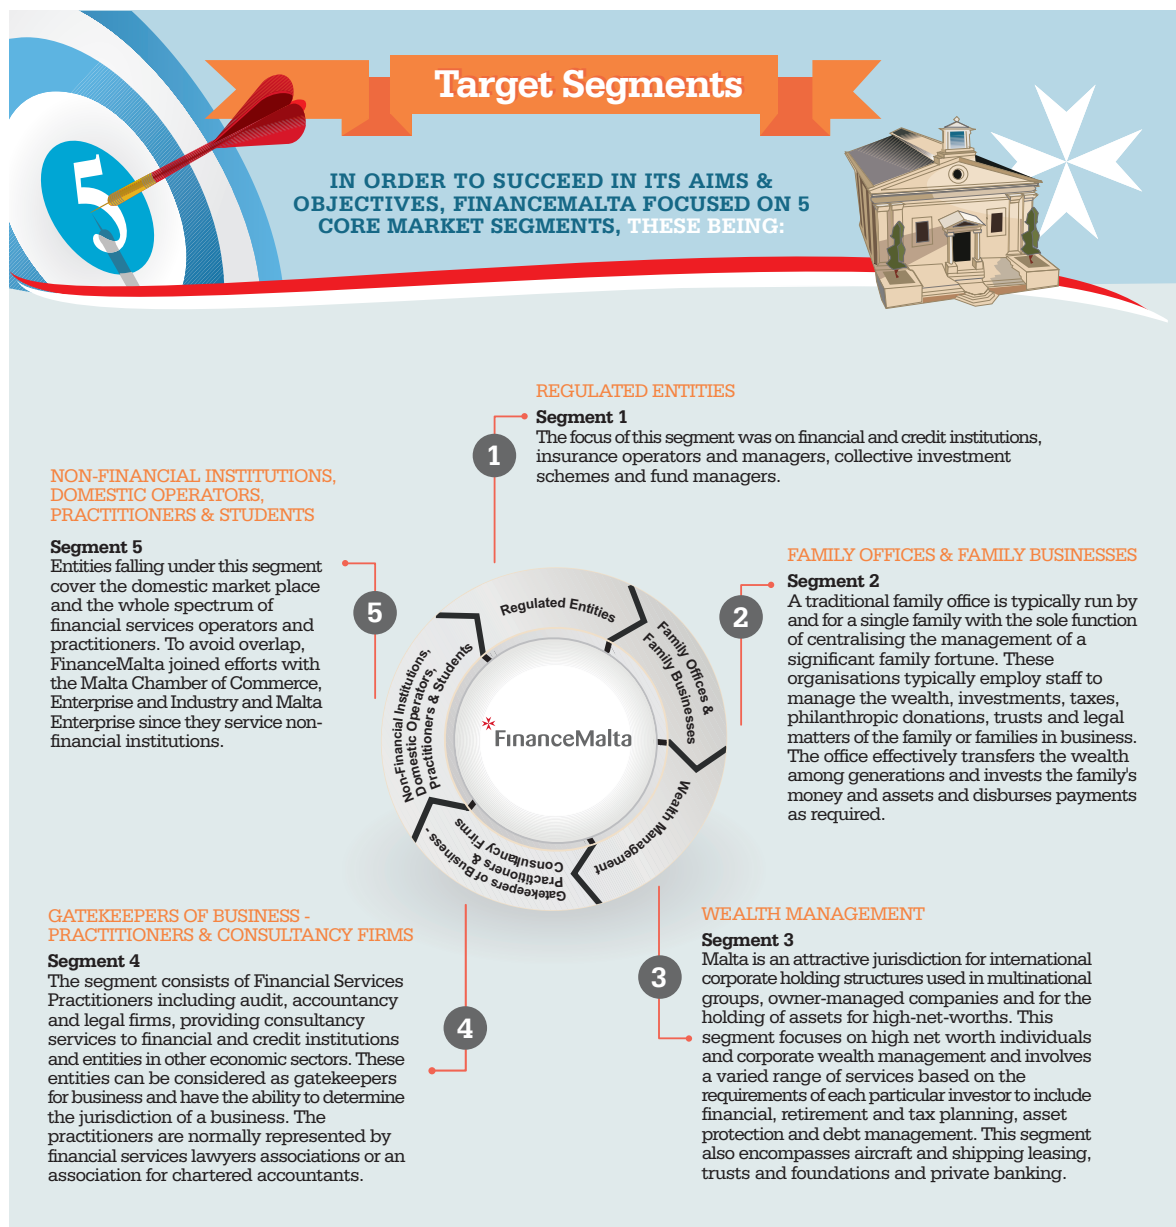 Target Segments
5
IN ORDER TO SUCCEED IN ITS AIMS &
OBJECTIVES, FINANCEMALTA FOCUSED ON 5
CORE MARKET SEGMENTS, THESE BEING:
REGULATED ENTITIES
Segment 1
The focus of this segment was on financial and credit institutions,
insurance operators and managers, collective investment
schemes and fund managers.
1
FAMILY OFFICES & FAMILY BUSINESSES
Segment 2
A traditional family office is typically run by
and for a single family with the sole function
of centralising the management of a
significant family fortune. These
organisations typically employ staff to
manage the wealth, investments, taxes,
philanthropic donations, trusts and legal
matters of the family or families in business.
The office effectively transfers the wealth
among generations and invests the family's
money and assets and disburses payments
as required.
2
WEALTH MANAGEMENT
Segment 3
Malta is an attractive jurisdiction for international
corporate holding structures used in multinational
groups, owner-managed companies and for the
holding of assets for high-net-worths. This
segment focuses on high net worth individuals
and corporate wealth management and involves
a varied range of services based on the
requirements of each particular investor to include
financial, retirement and tax planning, asset
protection and debt management. This segment
also encompasses aircraft and shipping leasing,
trusts and foundations and private banking.
3
GATEKEEPERS OF BUSINESS -
PRACTITIONERS & CONSULTANCY FIRMS
Segment 4
The segment consists of Financial Services
Practitioners including audit, accountancy
and legal firms, providing consultancy
services to financial and credit institutions
and entities in other economic sectors. These
entities can be considered as gatekeepers
for business and have the ability to determine
the jurisdiction of a business. The
practitioners are normally represented by
financial services lawyers associations or an
association for chartered accountants.
4
NON-FINANCIAL INSTITUTIONS,
DOMESTIC OPERATORS,
PRACTITIONERS & STUDENTS
Segment 5
Entities falling under this segment
cover the domestic market place
and the whole spectrum of
financial services operators and
practitioners. To avoid overlap,
FinanceMalta joined efforts with
the Malta Chamber of Commerce,
Enterprise and Industry and Malta
Enterprise since they service non-
financial institutions.
5
Regulated Entities
Family Offices &
Family Businesses
Wealth Management
Gatekeepers of Business -
Practitioners &
Consultancy Firms
Non-Financial Institutions,
Domestic Operators,
Practitioners & Students
FinanceMalta